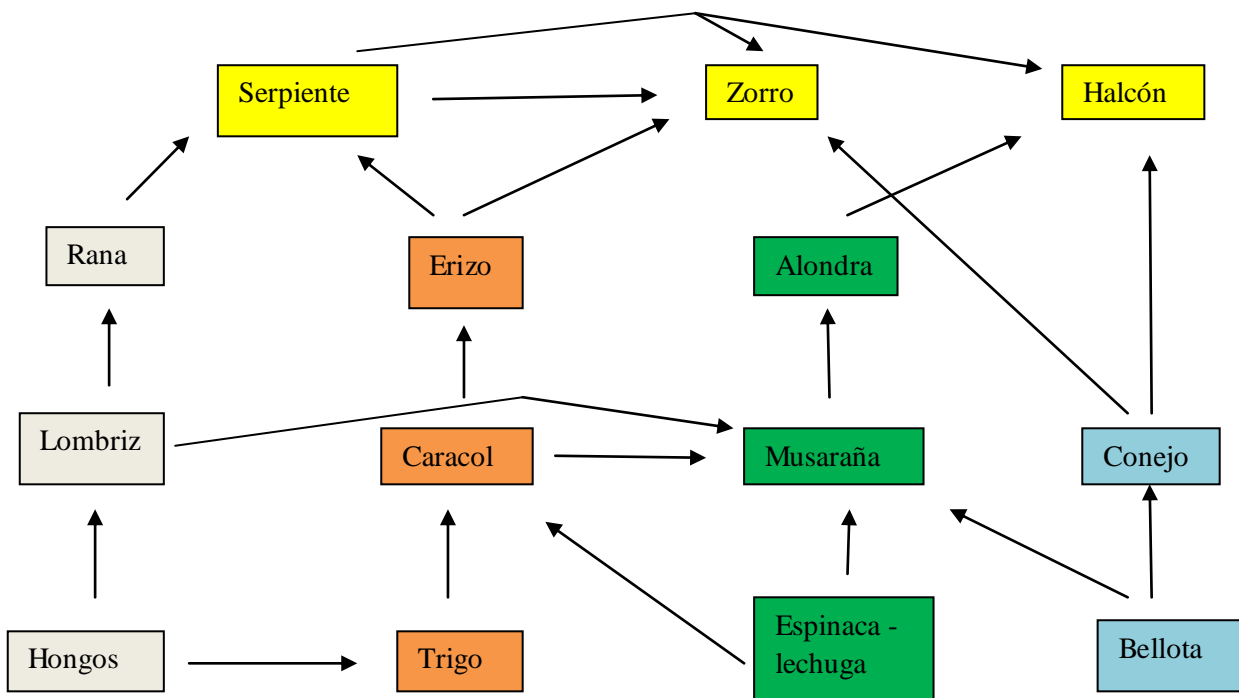 Serpiente
Zorro
Halcón
Rana
Erizo
Alondra
Lombriz
Caracol
Musaraña
Conejo
Hongos
Trigo
Espinaca -
lechuga
Bellota